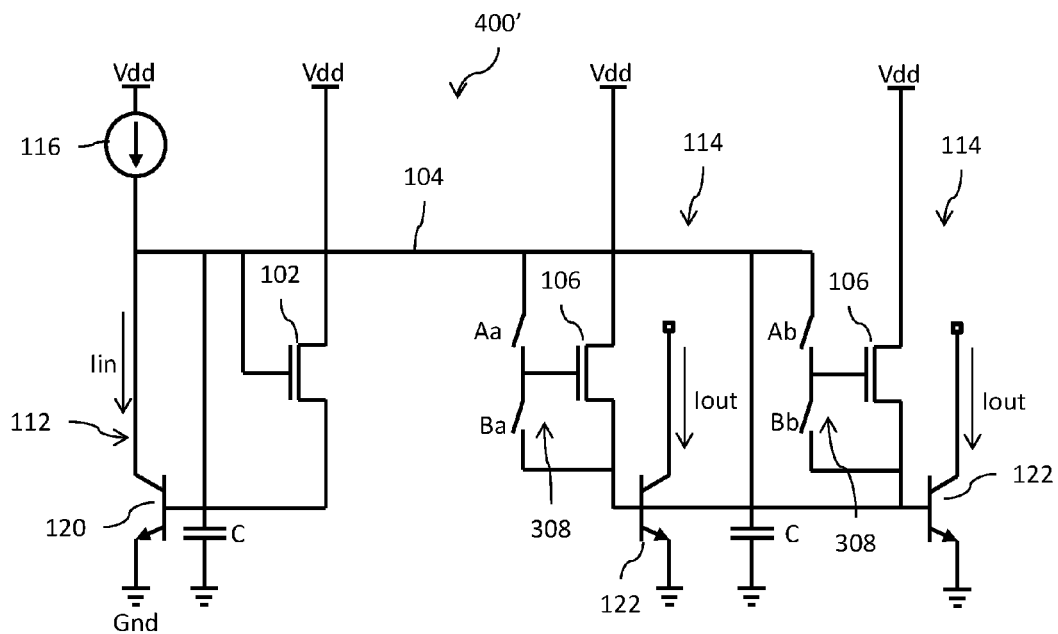 400'
Vdd
Vdd
Vdd
Vdd
116
114
114
104
102
106
106
Aa
Ab
Iin
Iout
Iout
112
Ba
Bb
122
120
C
308
C
308
122
Gnd